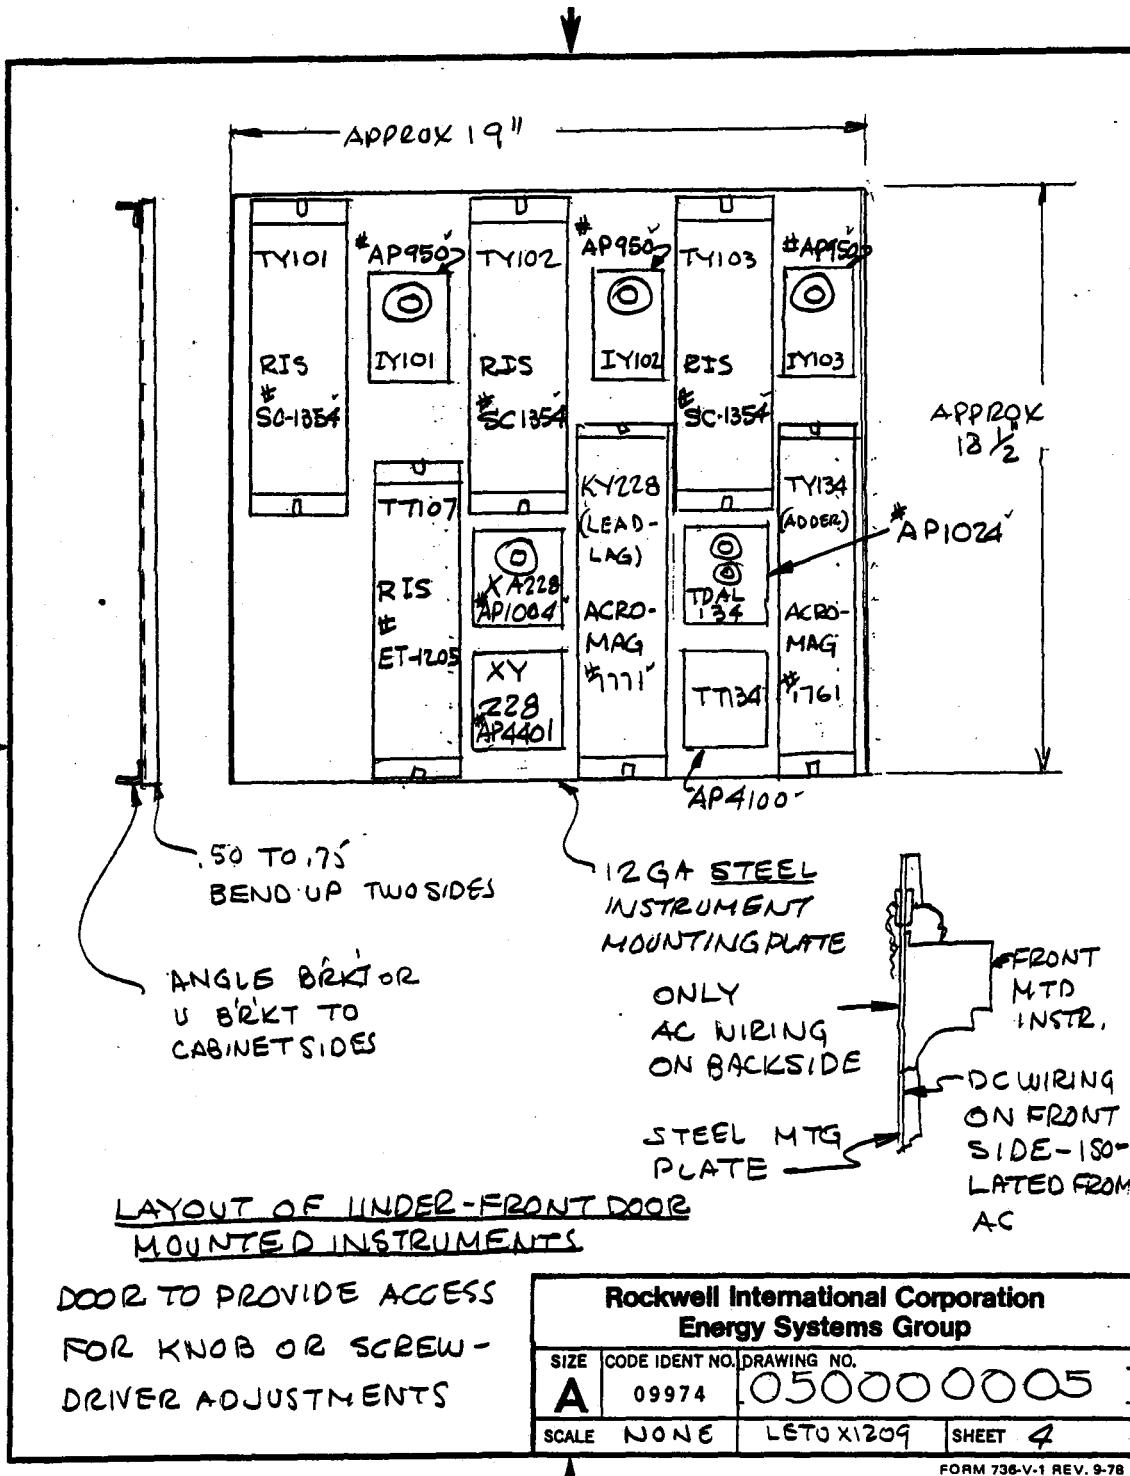 APPROX 19"
TY101
RIS
#
SC-1354
#AP950
IY101
TY102
RIS
#
SC1354
#
AP950
IY102
TY103
RIS
#
SC-1354
#AP950
IY103
APPROX
18 1/2"
TT107
RIS
#
ET-1205
XA228
#AP1004
XY
228
#AP4401
KY228
(LEAD-
LAG)
ACRO-
MAG
TDAL
134
TT134
TY134
(ADDER)
ACRO-
MAG
#1761
#
AP1024
AP4100
.50 TO .75
BEND UP TWO SIDES
12GA STEEL
INSTRUMENT
MOUNTING PLATE
ANGLE BRKT OR
U BRKT TO
CABINET SIDES
ONLY
AC WIRING
ON BACKSIDE
FRONT
MTD
INSTR.
STEEL MTG
PLATE
DC WIRING
ON FRONT
SIDE-ISO-
LATED FROM
AC
LAYOUT OF UNDER-FRONT DOOR
MOUNTED INSTRUMENTS
DOOR TO PROVIDE ACCESS
FOR KNOB OR SCREW-
DRIVER ADJUSTMENTS
Rockwell International Corporation
Energy Systems Group
SIZE
A
CODE IDENT NO.
09974
DRAWING NO.
0500000005
SCALE NONE
LETUX1209
SHEET 4
FORM 736-V-1 REV. 9-78